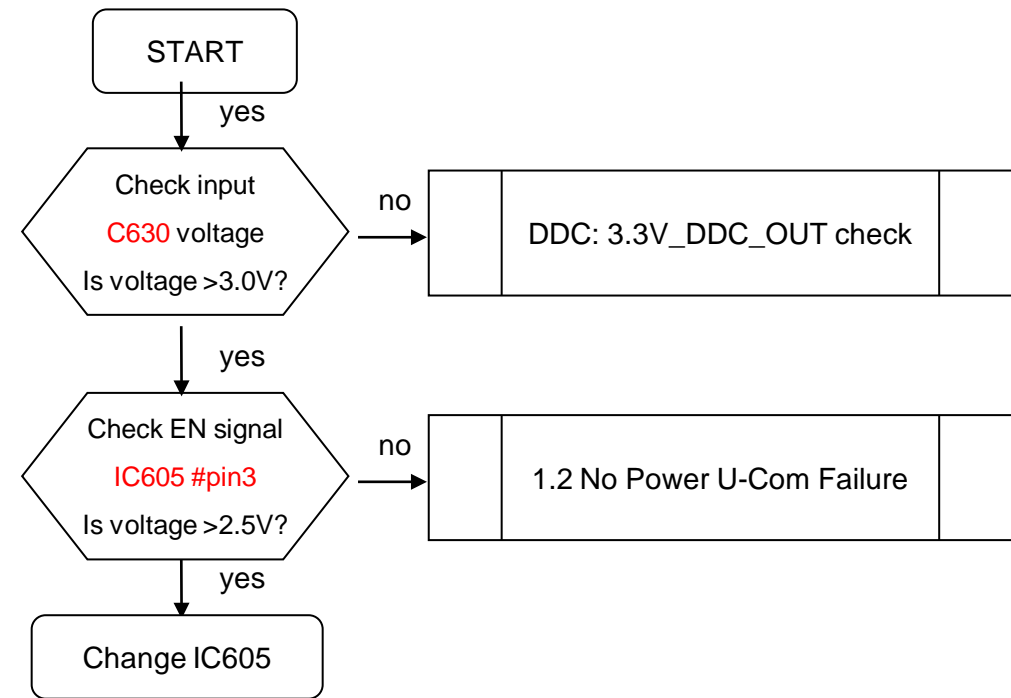 START
yes
Check input
C630 voltage
Is voltage >3.0V?
no
DDC: 3.3V_DDC_OUT check
yes
Check EN signal
IC605 #pin3
Is voltage >2.5V?
no
1.2 No Power U-Com Failure
yes
Change IC605